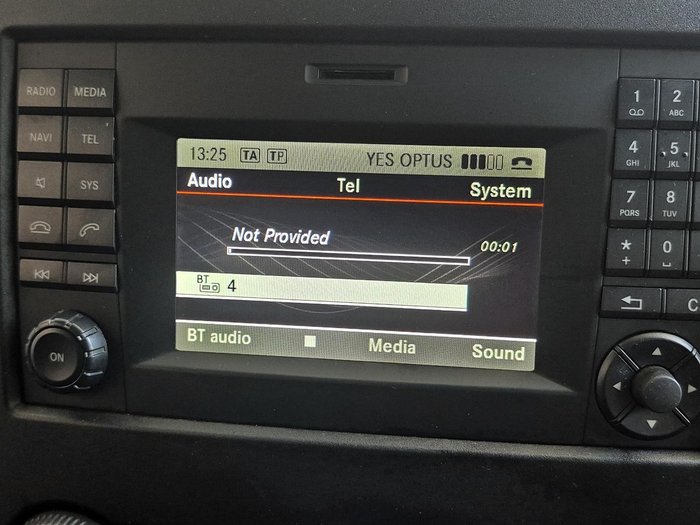 RADIO MEDIA
NAVI TEL
SYS
ON
13:25 TA TP YES OPTUS
Audio Tel System
Not Provided 00:01
BT 4
BT audio Media Sound
1 2 ABC
4 GHI 5 JKL
7 PQRS 8 TUV
* + 0
C